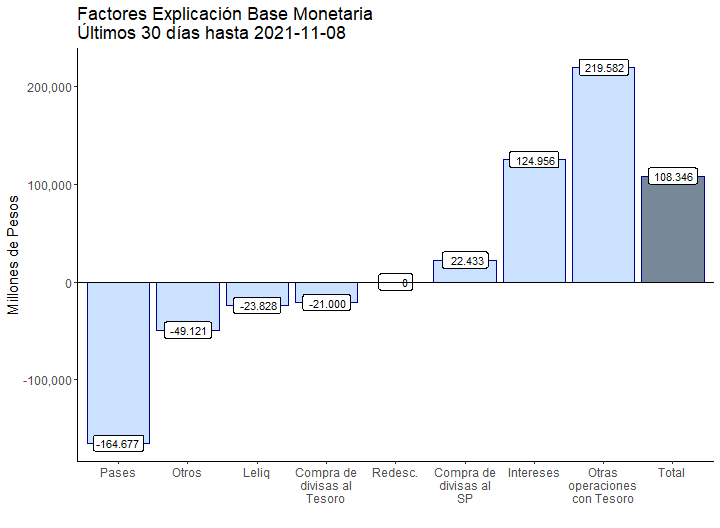 Factores Explicación Base Monetaria
Últimos 30 días hasta 2021-11-08
Millones de Pesos
200,000
100,000
0
-100,000
-164.677
-49.121
-23.828
-21.000
0
22.433
124.956
219.582
108.346
Pases
Otros
Leliq
Compra de
divisas al
Tesoro
Redesc.
Compra de
divisas al
SP
Intereses
Otras
operaciones
con Tesoro
Total